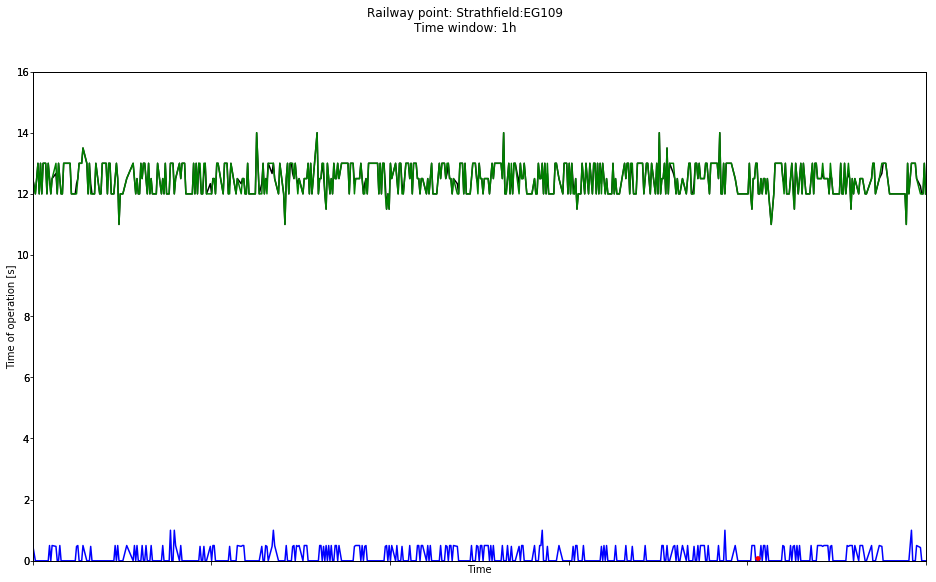 Railway point: Strathfield:EG109
Time window: 1h
16
14
12
10
8
6
4
2
0
Time of operation [s]
Time